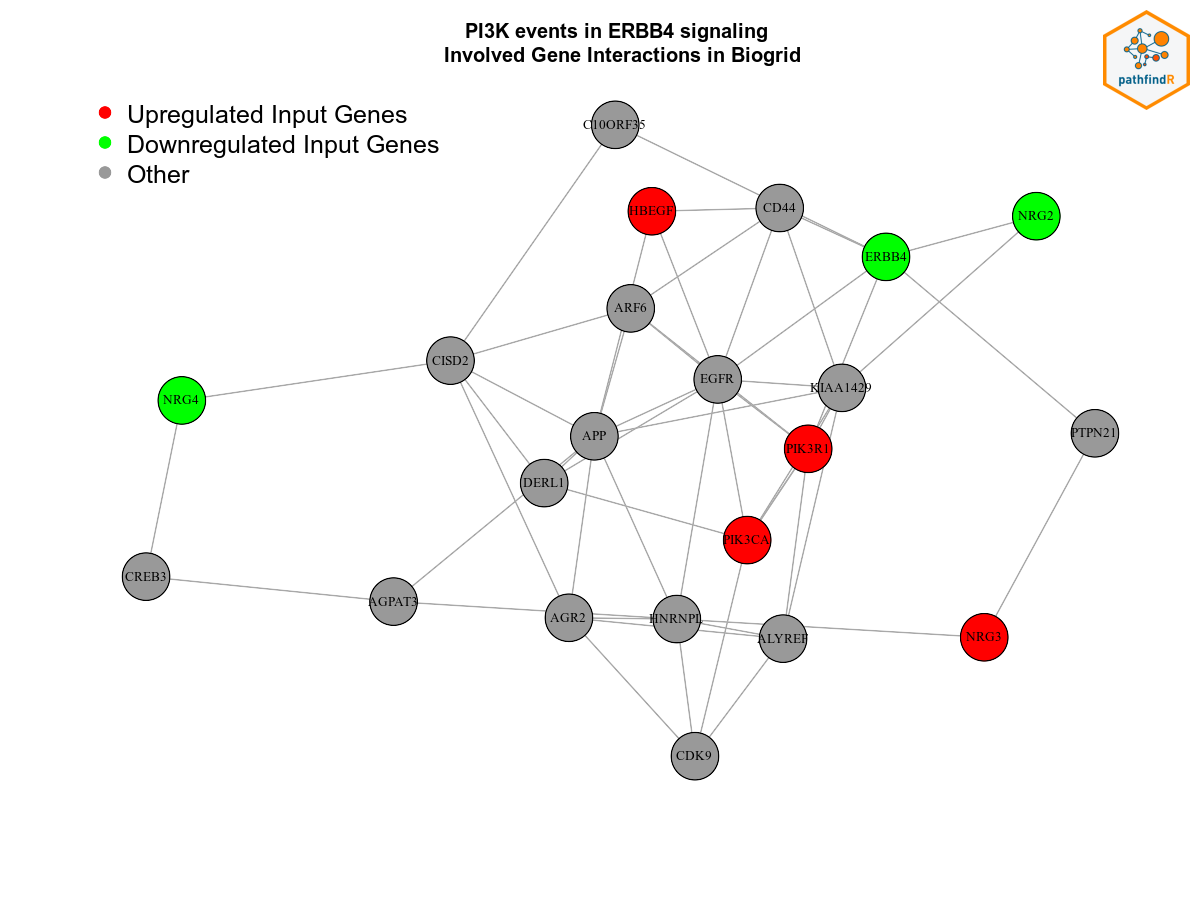 PI3K events in ERBB4 signaling
Involved Gene Interactions in Biogrid
pathfindR
Upregulated Input Genes
Downregulated Input Genes
Other
C10ORF35
HBEGF
CD44
NRG2
ERBB4
ARF6
CISD2
EGFR
KIAA1429
NRG4
APP
PIK3R1
PTPN21
DERL1
PIK3CA
CREB3
AGPAT3
AGR2
HNRNPL
ALYREF
NRG3
CDK9